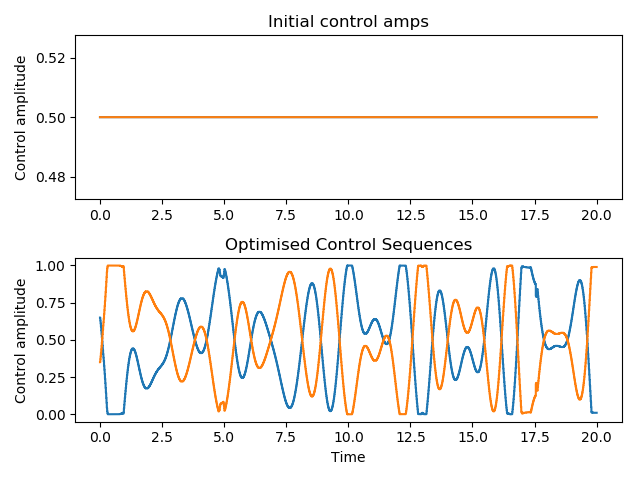 Initial control amps
Control amplitude
0.52
0.50
0.48
0.0 2.5 5.0 7.5 10.0 12.5 15.0 17.5 20.0
Optimised Control Sequences
Control amplitude
1.00
0.75
0.50
0.25
0.00
0.0 2.5 5.0 7.5 10.0 12.5 15.0 17.5 20.0
Time